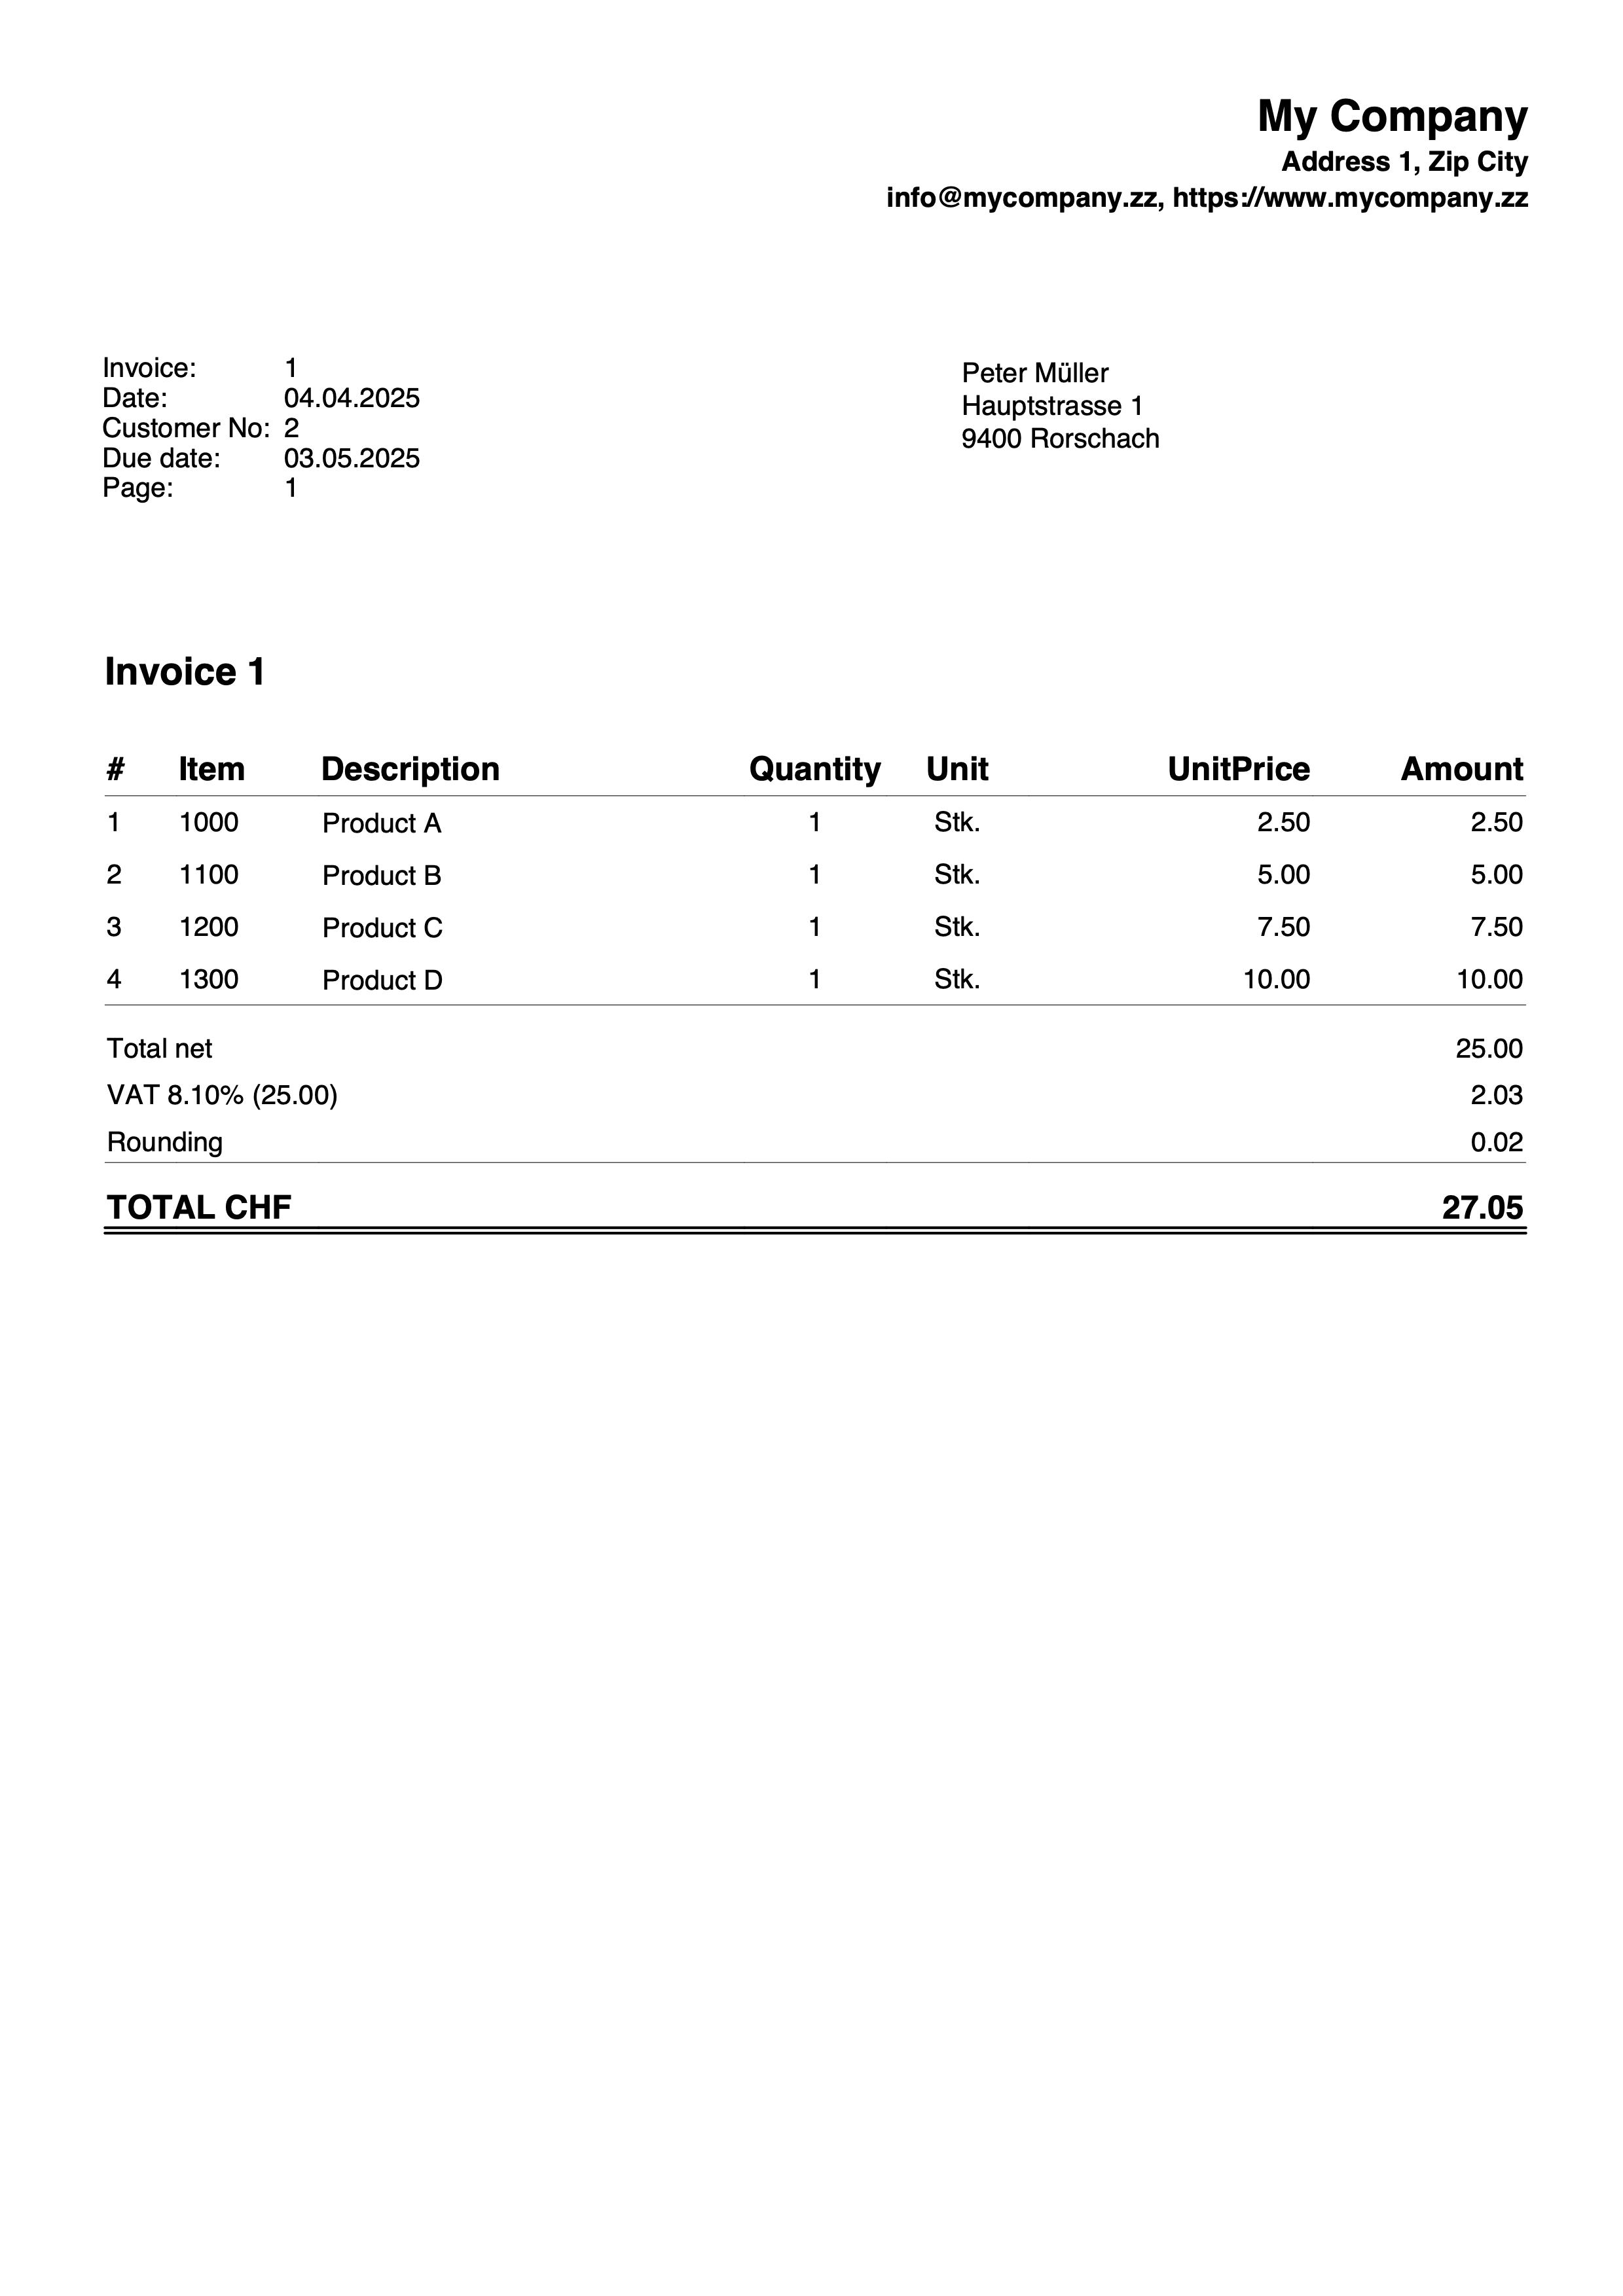 My Company
Address 1, Zip City
info@mycompany.zz, https://www.mycompany.zz
Invoice: 1
Date: 04.04.2025
Customer No: 2
Due date: 03.05.2025
Page: 1
Peter Müller
Hauptstrasse 1
9400 Rorschach
Invoice 1
# Item Description Quantity Unit UnitPrice Amount
1 1000 Product A 1 Stk. 2.50 2.50
2 1100 Product B 1 Stk. 5.00 5.00
3 1200 Product C 1 Stk. 7.50 7.50
4 1300 Product D 1 Stk. 10.00 10.00
Total net 25.00
VAT 8.10% (25.00) 2.03
Rounding 0.02
TOTAL CHF 27.05